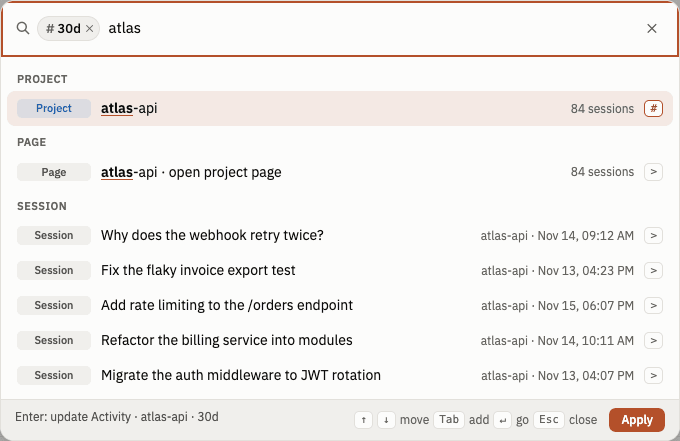 # 30d × atlas ×
PROJECT
Project atlas-api 84 sessions #
PAGE
Page atlas-api · open project page 84 sessions >
SESSION
Session Why does the webhook retry twice? atlas-api · Nov 14, 09:12 AM >
Session Fix the flaky invoice export test atlas-api · Nov 13, 04:23 PM >
Session Add rate limiting to the /orders endpoint atlas-api · Nov 15, 06:07 PM >
Session Refactor the billing service into modules atlas-api · Nov 14, 10:11 AM >
Session Migrate the auth middleware to JWT rotation atlas-api · Nov 13, 04:07 PM >
Enter: update Activity · atlas-api · 30d ↑ ↓ move Tab add ↵ go Esc close Apply